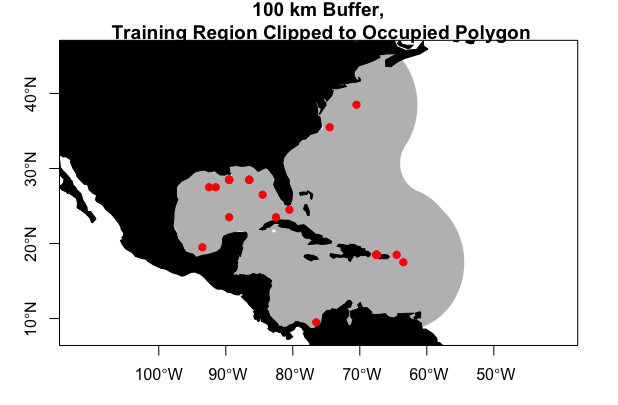 100 km Buffer,
Training Region Clipped to Occupied Polygon
40°N
30°N
20°N
10°N
100°W 90°W 80°W 70°W 60°W 50°W